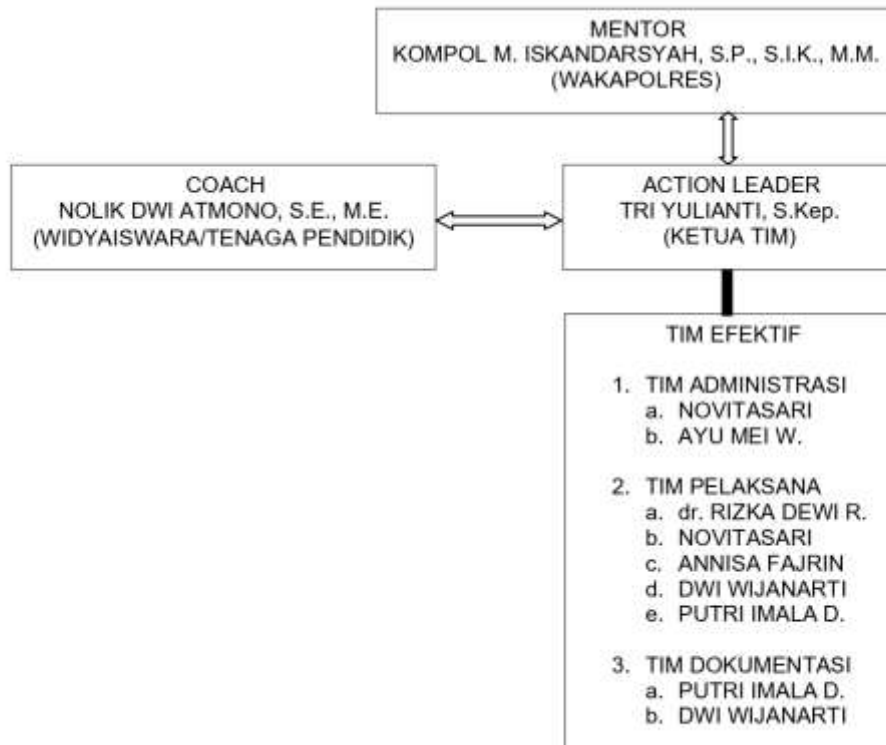 MENTOR
KOMPOL M. ISKANDARSYAH, S.P., S.I.K., M.M.
(WAKAPOLRES)
COACH
NOLIK DWI ATMONO, S.E., M.E.
(WIDYAISWARA/TENAGA PENDIDIK)
ACTION LEADER
TRI YULIANTI, S.Kep.
(KETUA TIM)
TIM EFEKTIF
1. TIM ADMINISTRASI
a. NOVITASARI
b. AYU MEI W.
2. TIM PELAKSANA
a. dr. RIZKA DEWI R.
b. NOVITASARI
c. ANNISA FAJRIN
d. DWI WIJANARTI
e. PUTRI IMALA D.
3. TIM DOKUMENTASI
a. PUTRI IMALA D.
b. DWI WIJANARTI